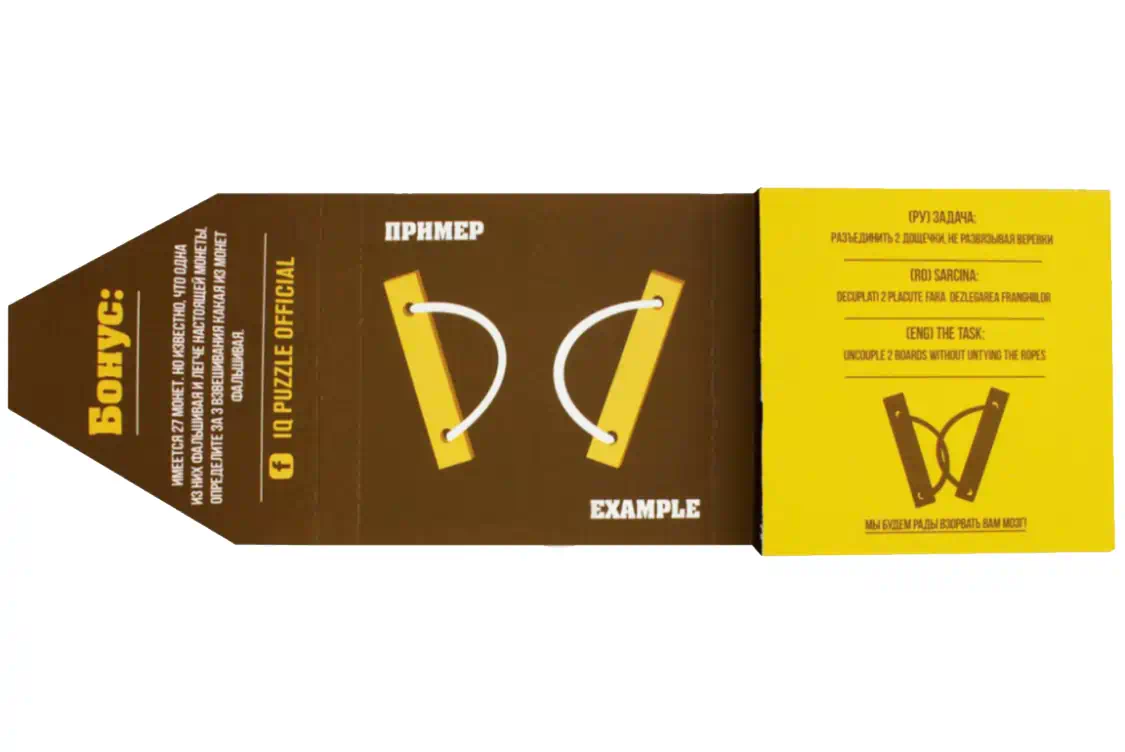 Бонус:
ИМЕЕТСЯ 27 МОНЕТ, НО ИЗВЕСТНО, ЧТО ОДНА
ИЗ НИХ ФАЛЬШИВАЯ И ЛЕГЧЕ НАСТОЯЩЕЙ МОНЕТЫ.
ОПРЕДЕЛИТЕ ЗА 3 ВЗВЕШИВАНИЯ КАКАЯ ИЗ МОНЕТ
ФАЛЬШИВАЯ.
f IQ PUZZLE OFFICIAL
ПРИМЕР
EXAMPLE
(РУ) ЗАДАЧА:
РАЗЪЕДИНИТЬ 2 ДОЩЕЧКИ, НЕ РАЗВЯЗЫВАЯ ВЕРЕВКИ
(RO) SARCINA:
DECUPLATI 2 PLACUTE FARA DEZLEGAREA FRANGHIILOR
(ENG) THE TASK:
UNCOUPLE 2 BOARDS WITHOUT UNTYING THE ROPES
МЫ БУДЕМ РАДЫ ВЗОРВАТЬ ВАМ МОЗГ!